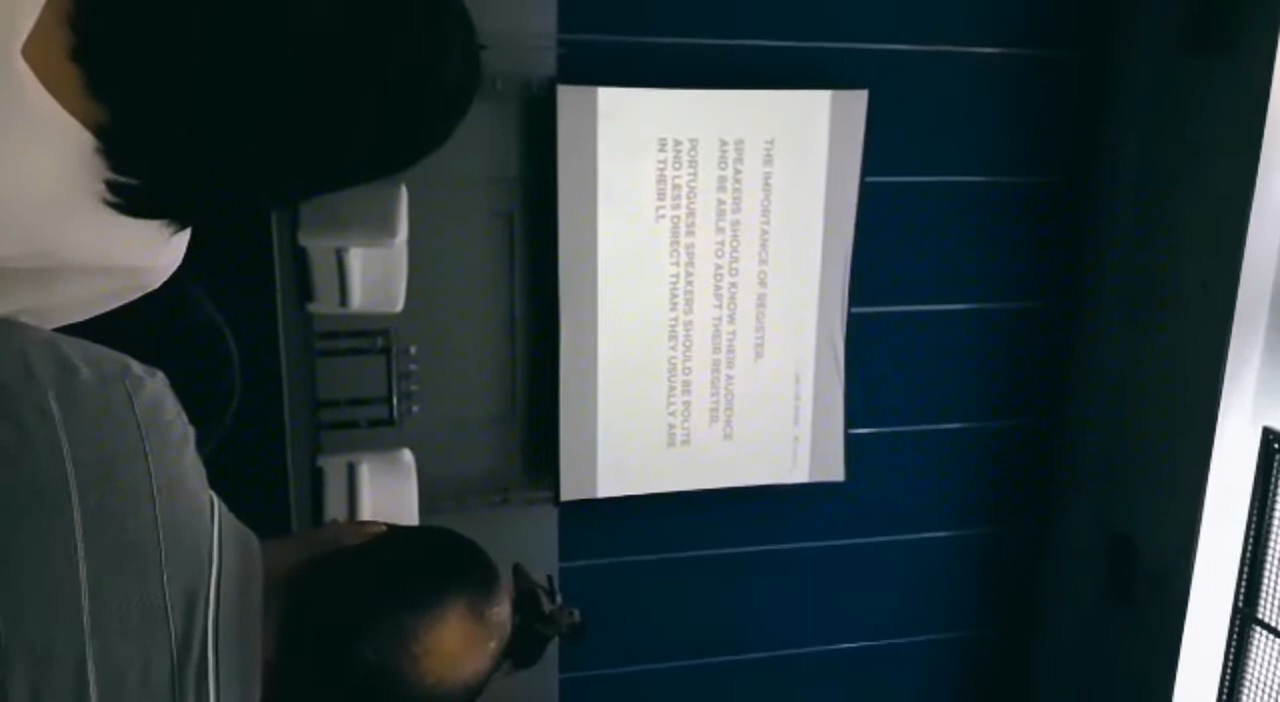 THE IMPORTANCE OF REGISTER.
SPEAKERS SHOULD KNOW THEIR AUDIENCE
AND BE ABLE TO ADAPT THEIR REGISTER.
PORTUGUESE SPEAKERS SHOULD BE POLITE
AND LESS DIRECT THAN THEY USUALLY ARE
IN THEIR L1.